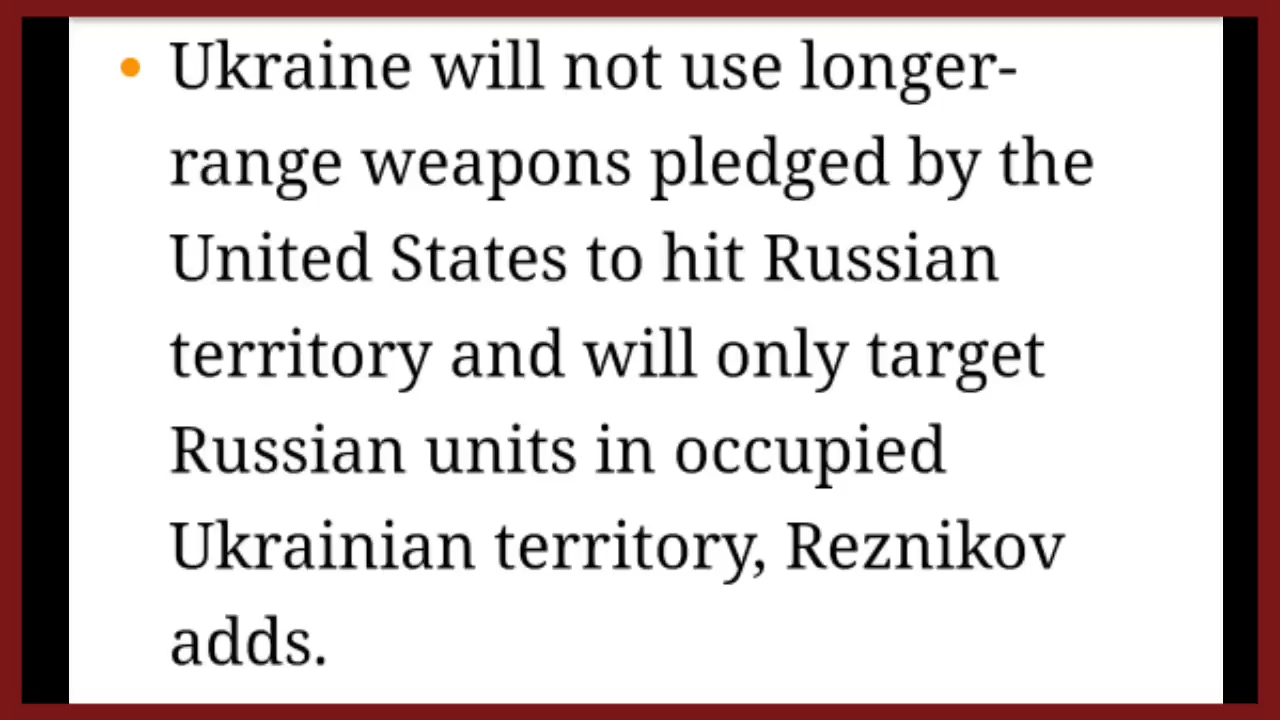 • Ukraine will not use longer-
range weapons pledged by the
United States to hit Russian
territory and will only target
Russian units in occupied
Ukrainian territory, Reznikov
adds.